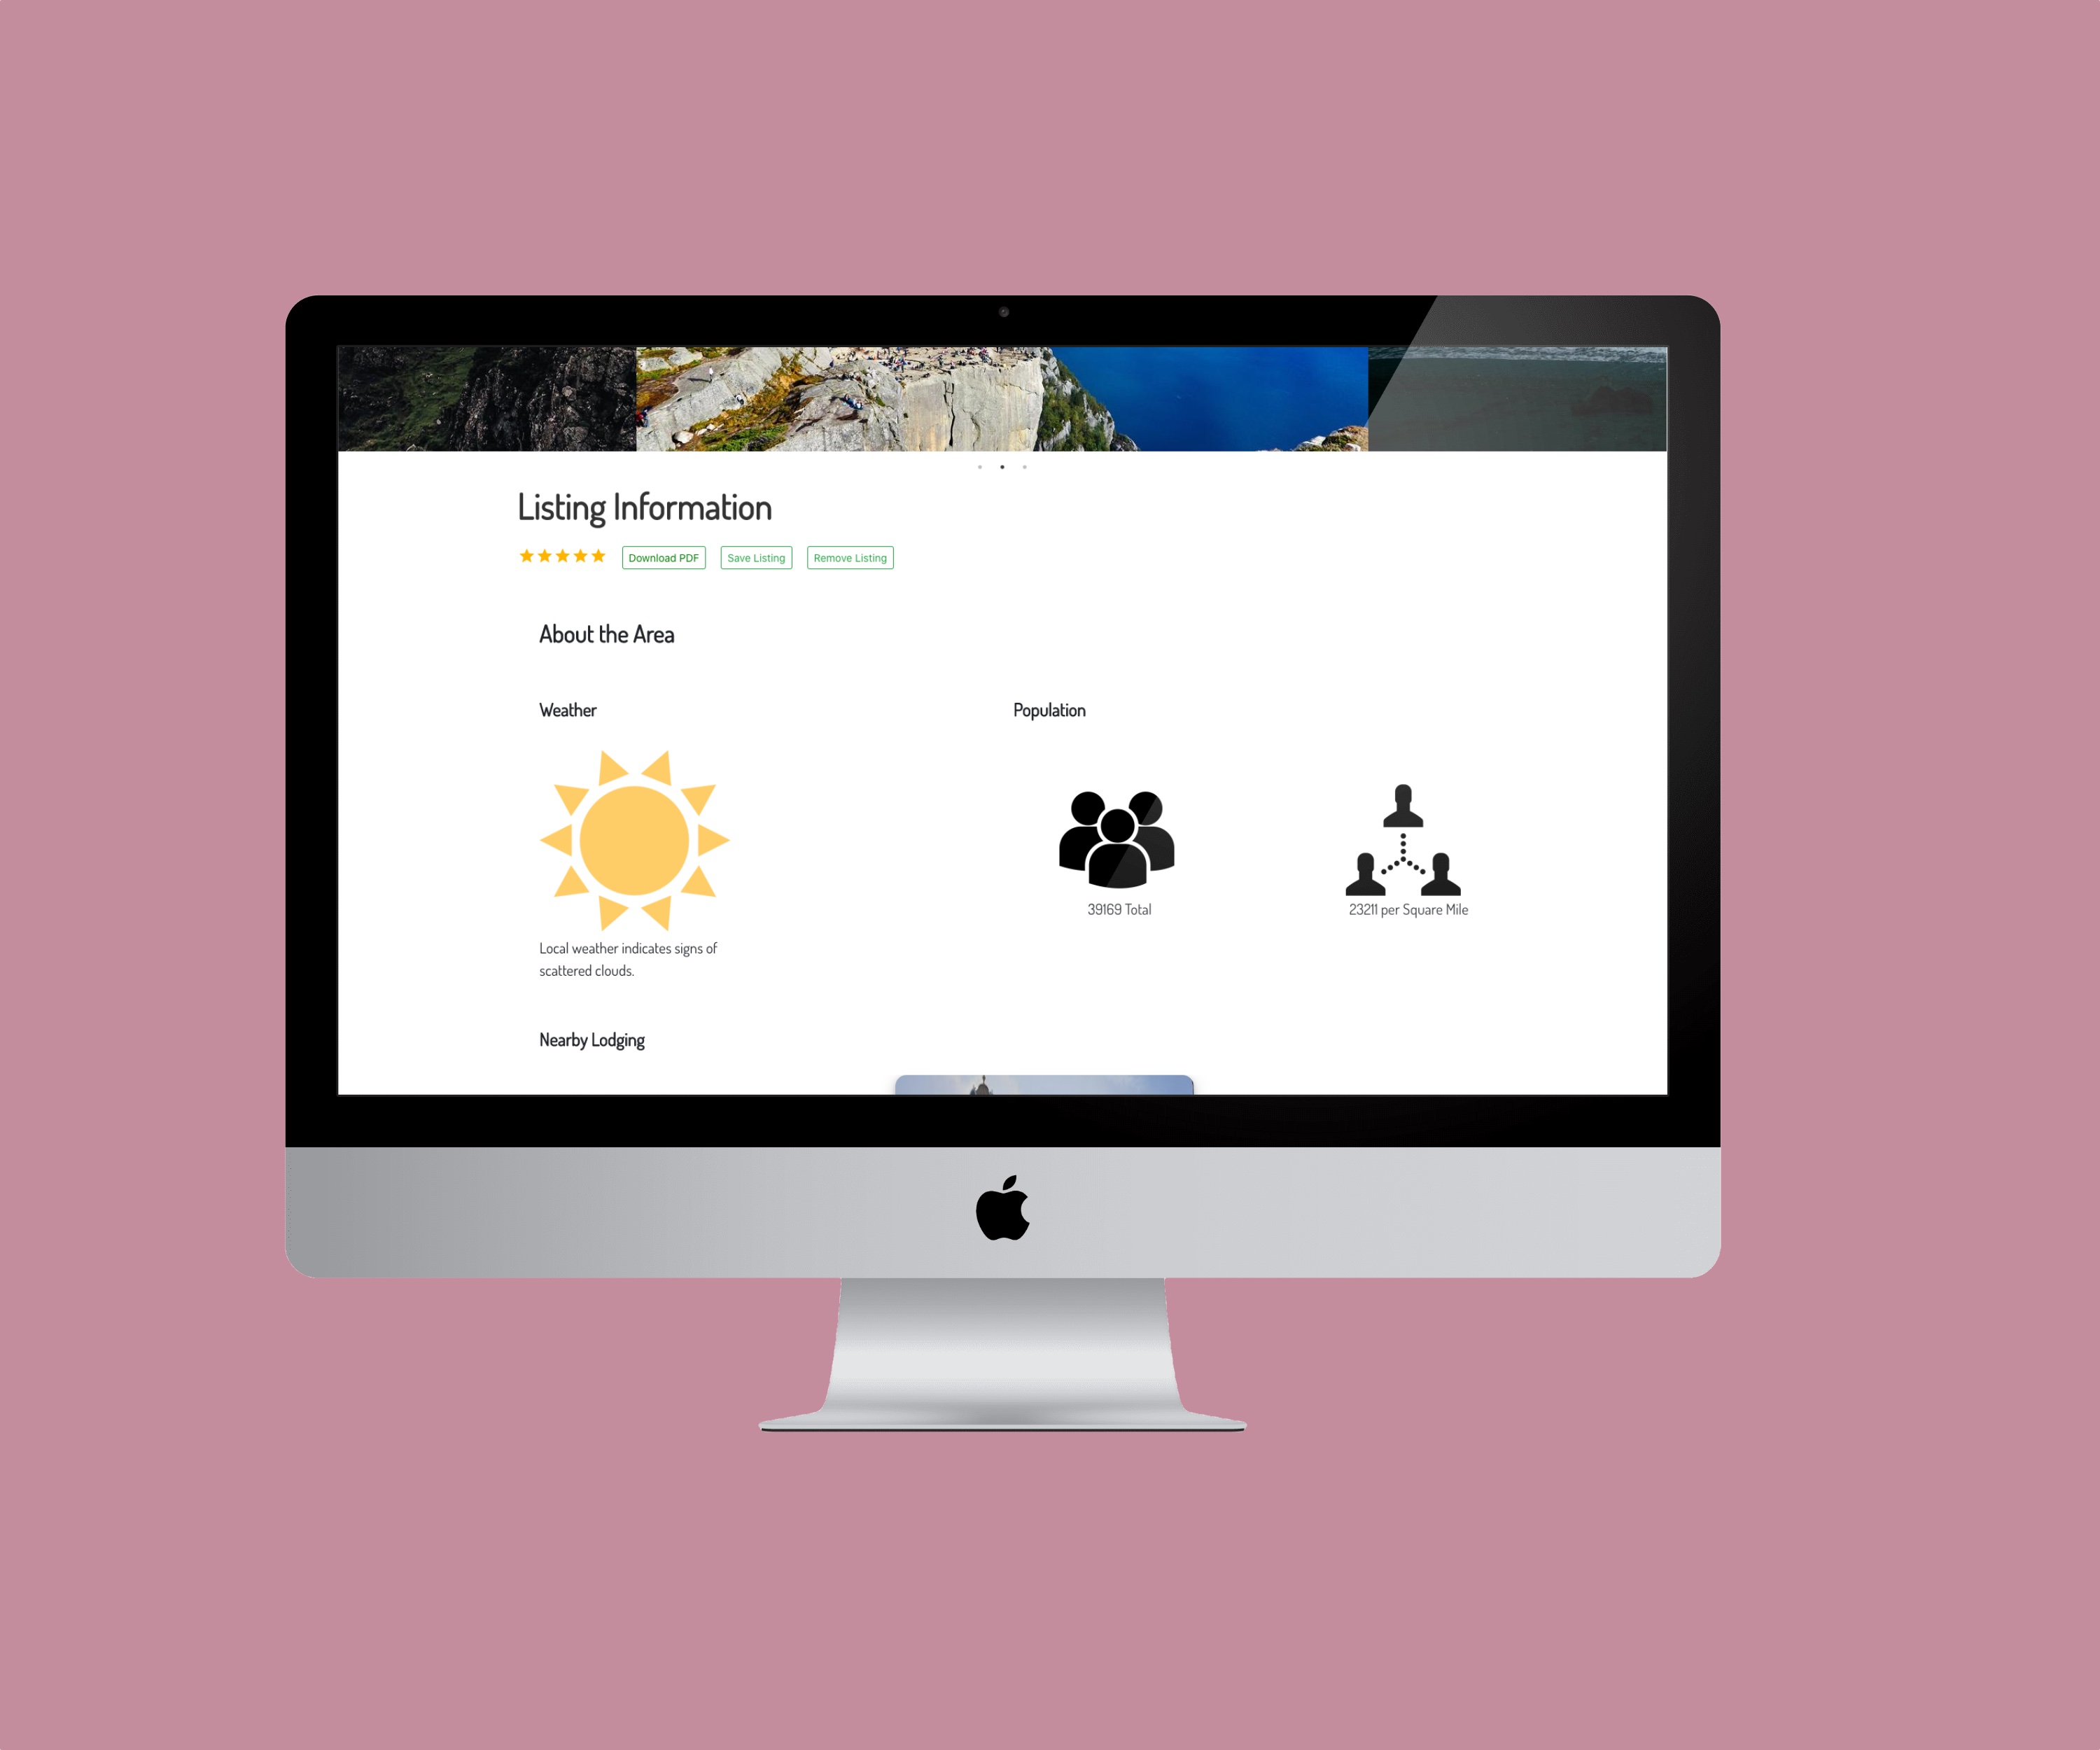 Listing Information
Download PDF
Save Listing
Remove Listing
About the Area
Weather
Population
39169 Total
23211 per Square Mile
Local weather indicates signs of
scattered clouds.
Nearby Lodging